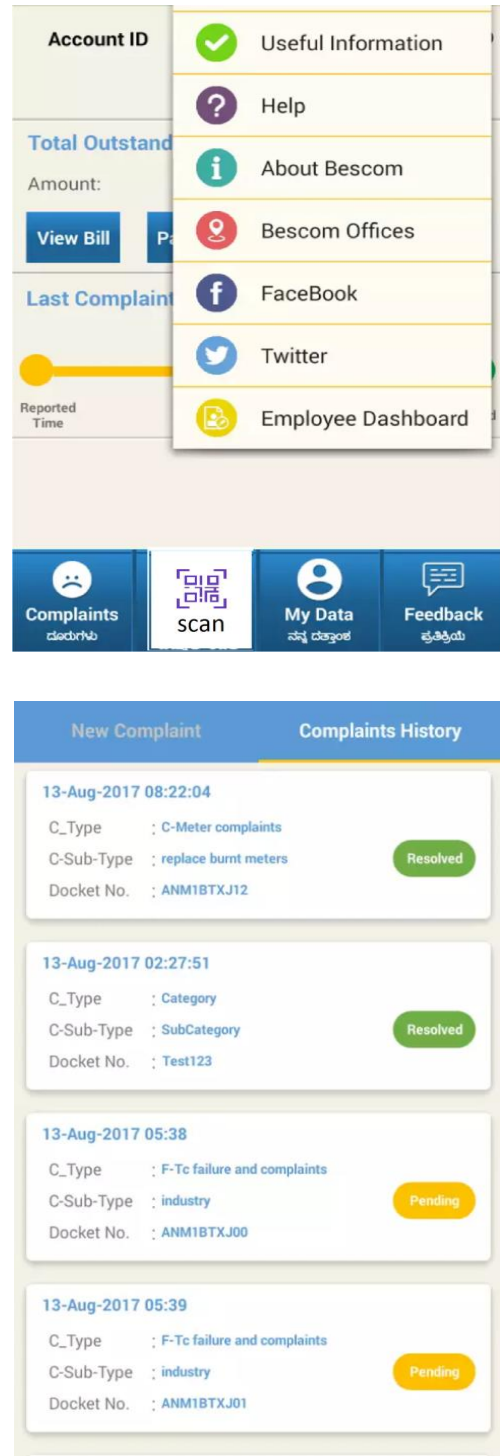 Account ID
Useful Information
Help
Total Outstand
About Bescom
Amount:
View Bill
Pa
Bescom Offices
Last Complaint
FaceBook
Twitter
Reported
Time
Employee Dashboard
Complaints
ದೂರುಗಳು
scan
My Data
ನನ್ನ ದತ್ತಾಂಶ
Feedback
ಪ್ರತಿಕ್ರಿಯೆ
New Complaint Complaints History
13-Aug-2017 08:22:04
C_Type : C-Meter complaints
C-Sub-Type : replace burnt meters
Resolved
Docket No. : ANM1BTXJ12
13-Aug-2017 02:27:51
C_Type : Category
C-Sub-Type : SubCategory
Resolved
Docket No. : Test123
13-Aug-2017 05:38
C_Type : F-Tc failure and complaints
C-Sub-Type : industry
Pending
Docket No. : ANM1BTXJ00
13-Aug-2017 05:39
C_Type : F-Tc failure and complaints
C-Sub-Type : industry
Pending
Docket No. : ANM1BTXJ01